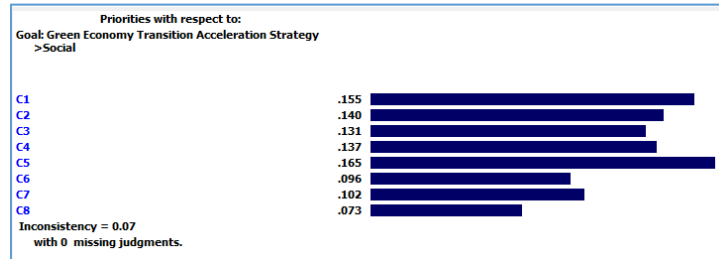 Priorities with respect to:
Goal: Green Economy Transition Acceleration Strategy
>Social
C1 .155
C2 .140
C3 .131
C4 .137
C5 .165
C6 .096
C7 .102
C8 .073
Inconsistency = 0.07
with 0 missing judgments.